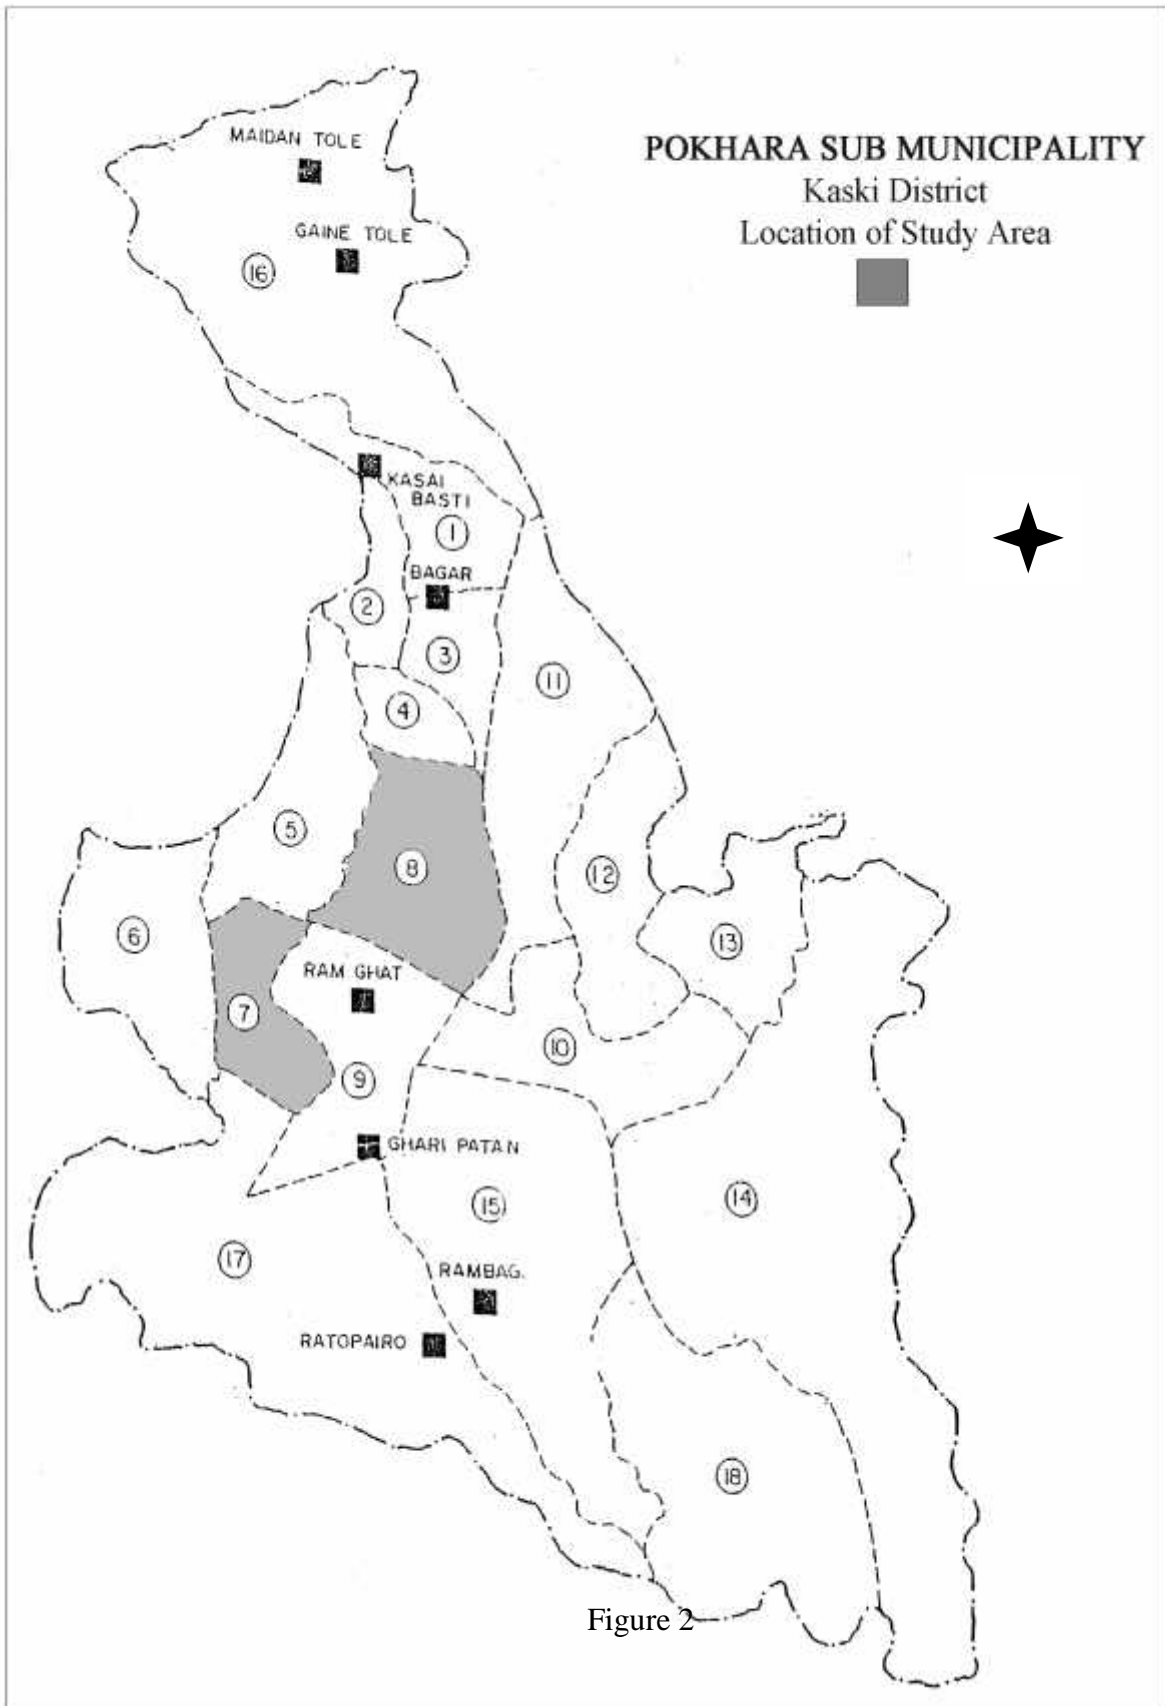 POKHARA SUB MUNICIPALITY
Kaski District
Location of Study Area
MAIDAN TOLE
GAINE TOLE
16
KASAI
BASTI
1
BAGAR
2
3
11
4
5
8
12
6
13
RAM GHAT
7
10
9
GHARI PATAN
14
15
17
RAMBAG.
RATOPAIRO
18
Figure 2